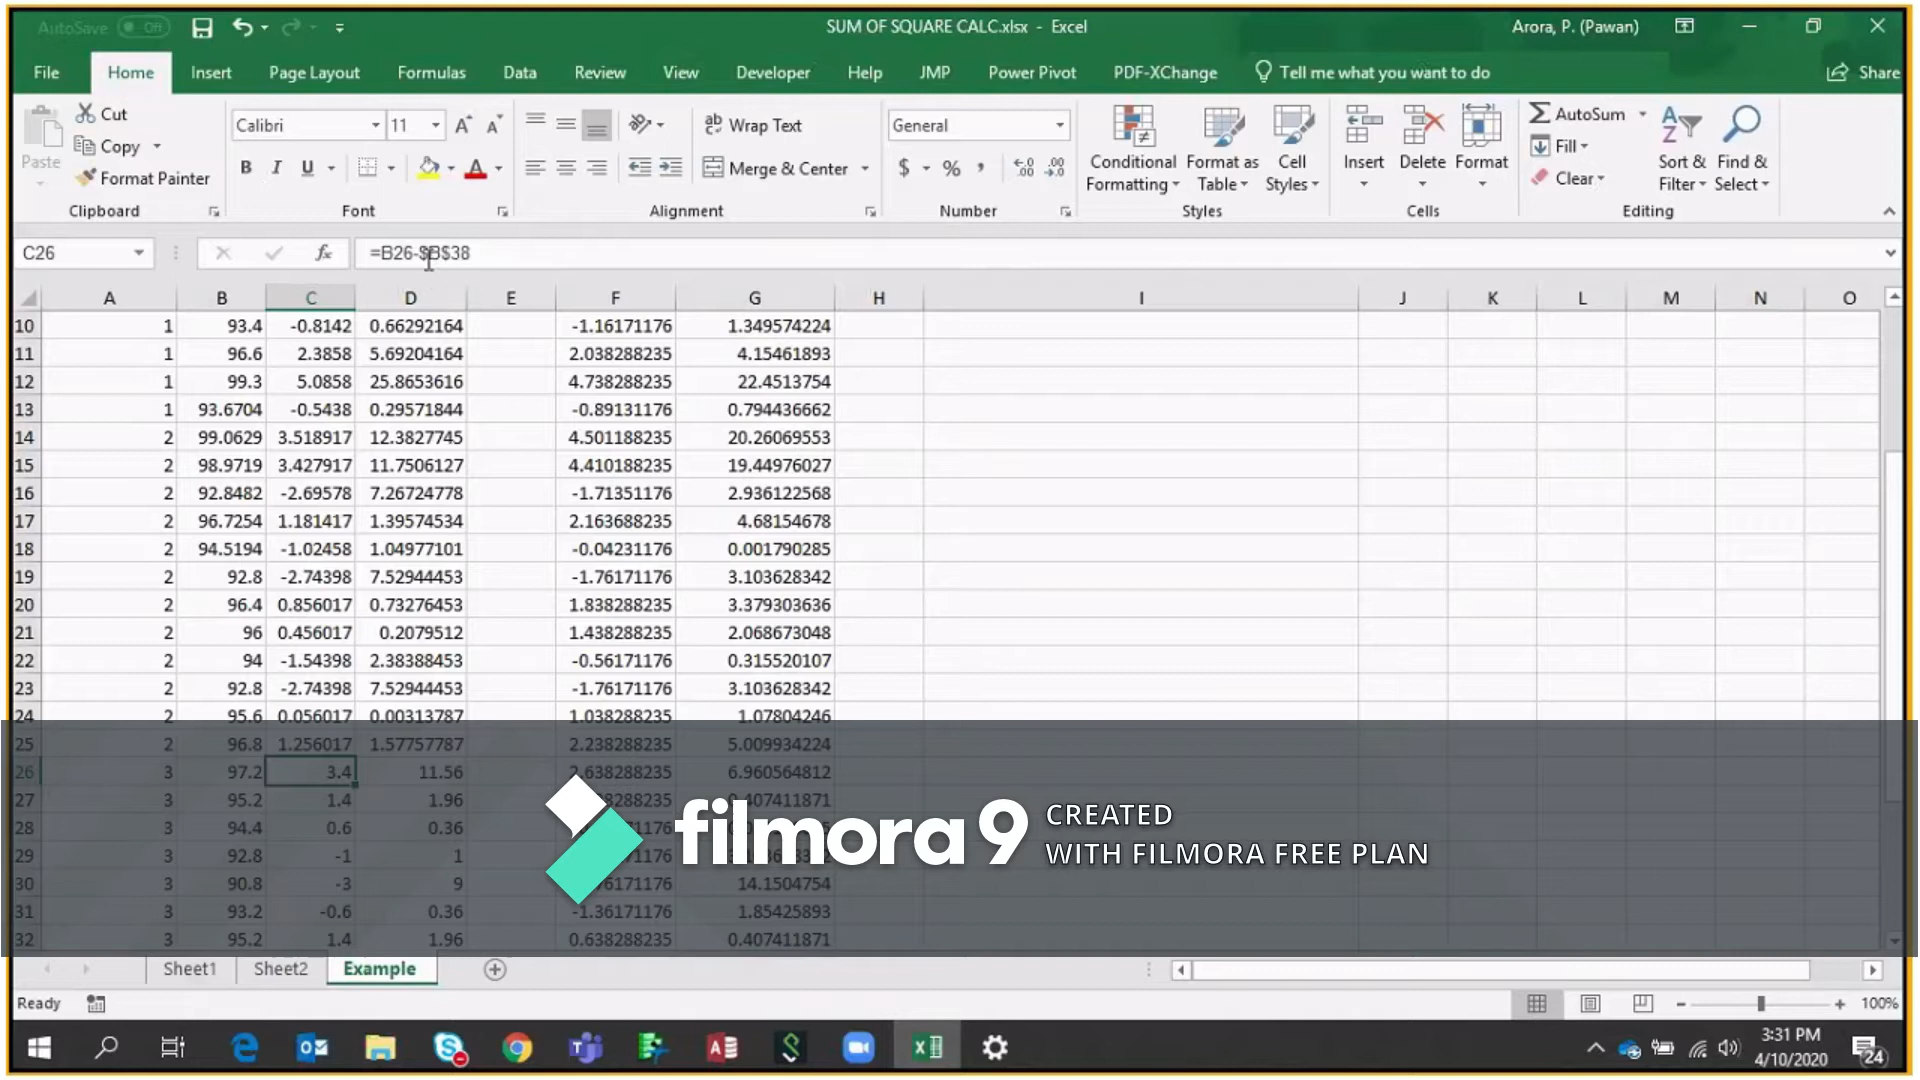 AutoSave Off
SUM OF SQUARE CALC.xlsx - Excel
Arora, P. (Pawan)
File Home Insert Page Layout Formulas Data Review View Developer Help JMP Power Pivot PDF-XChange Tell me what you want to do Share
Paste
Cut
Copy
Format Painter
Clipboard
Calibri 11
B I U
Font
Wrap Text
Merge & Center
Alignment
General
$ % ,
Number
Conditional Formatting
Format as Table
Cell Styles
Styles
Insert
Delete
Format
Cells
AutoSum
Fill
Clear
Sort & Filter
Find & Select
Editing
C26 fx =B26-$B$38
A B C D E F G H I J K L M N O
10 1 93.4 -0.8142 0.66292164 -1.16171176 1.349574224
11 1 96.6 2.3858 5.69204164 2.038288235 4.15461893
12 1 99.3 5.0858 25.8653616 4.738288235 22.4513754
13 1 93.6704 -0.5438 0.29571844 -0.89131176 0.794436662
14 2 99.0629 3.518917 12.3827745 4.501188235 20.26069553
15 2 98.9719 3.427917 11.7506127 4.410188235 19.44976027
16 2 92.8482 -2.69578 7.26724778 -1.71351176 2.936122568
17 2 96.7254 1.181417 1.39574534 2.163688235 4.68154678
18 2 94.5194 -1.02458 1.04977101 -0.04231176 0.001790285
19 2 92.8 -2.74398 7.52944453 -1.76171176 3.103628342
20 2 96.4 0.856017 0.73276453 1.838288235 3.379303636
21 2 96 0.456017 0.2079512 1.438288235 2.068673048
22 2 94 -1.54398 2.38388453 -0.56171176 0.315520107
23 2 92.8 -2.74398 7.52944453 -1.76171176 3.103628342
24 2 95.6 0.056017 0.00313787 1.038288235 1.07804246
25 2 96.8 1.256017 1.57757787 2.238288235 5.009934224
26 3 97.2 3.4 11.56 2.638288235 6.960564812
27 3 95.2 1.4 1.96
28 3 94.4 0.6 0.36
29 3 92.8 -1 1
30 3 90.8 -3 9 14.1504754
31 3 93.2 -0.6 0.36 -1.36171176 1.85425893
32 3 95.2 1.4 1.96 0.638288235 0.407411871
filmora 9
CREATED
WITH FILMORA FREE PLAN
Sheet1 Sheet2 Example
Ready
100%
3:31 PM
4/10/2020
24